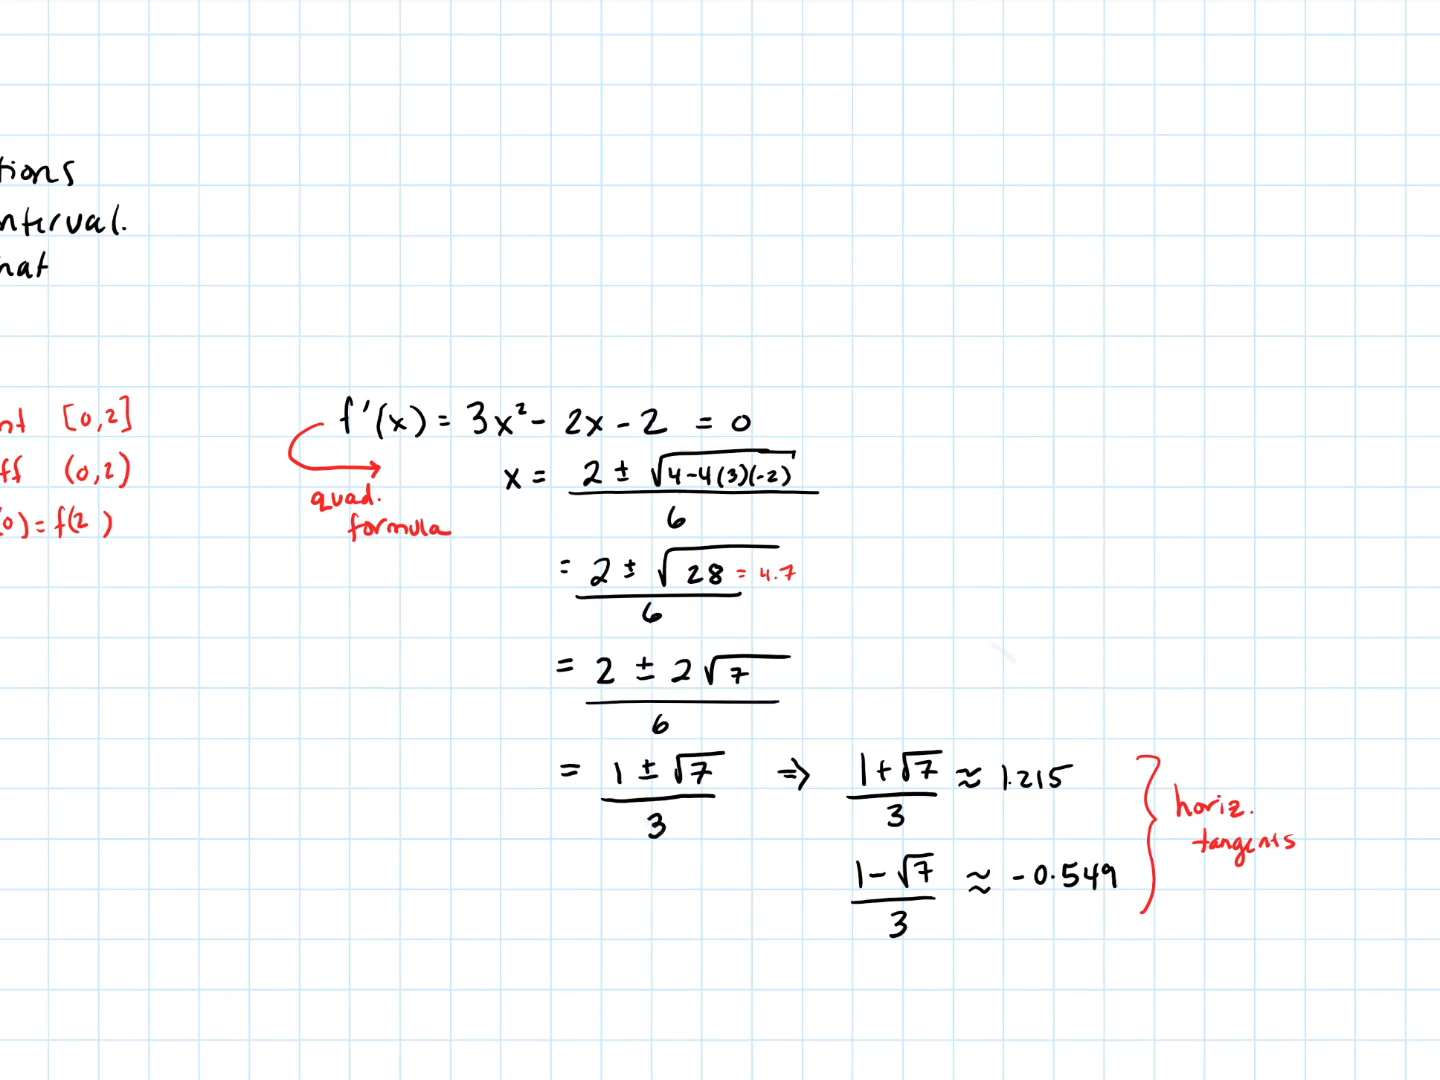 tions
nterval.
hat
nt [0,2]
ff (0,2)
(0) = f(2)
f'(x) = 3x² - 2x - 2 = 0
quad.
formula
x = (2 ± √(4-4(3)(-2))) / 6
= (2 ± √28) / 6 = 4.7
= (2 ± 2√7) / 6
= (1 ± √7) / 3 ⇒ (1+√7) / 3 ≈ 1.215
(1-√7) / 3 ≈ -0.549
horiz.
tangents